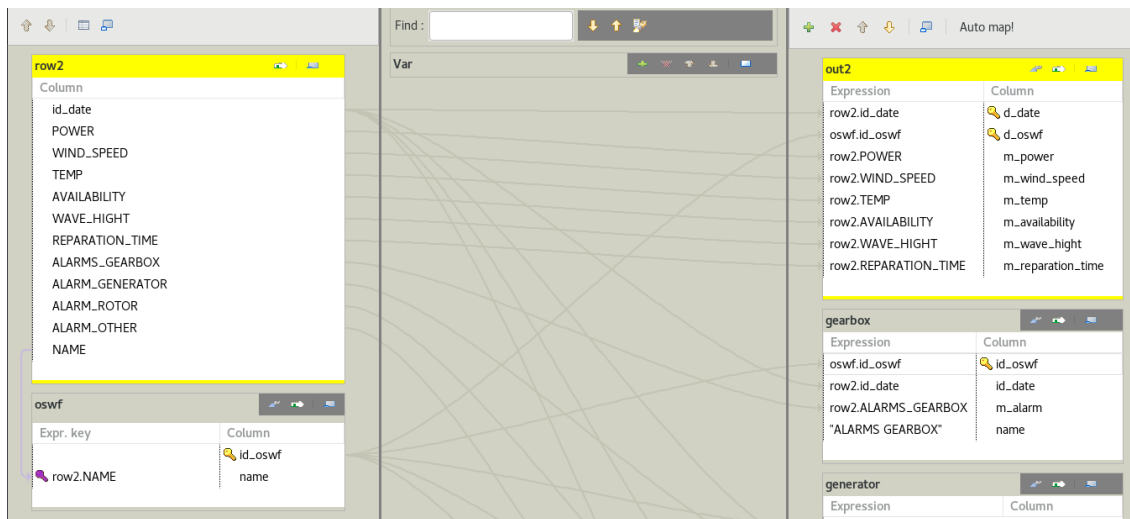 Find :
Auto map!
row2
Column
id_date
POWER
WIND_SPEED
TEMP
AVAILABILITY
WAVE_HIGHT
REPARATION_TIME
ALARMS_GEARBOX
ALARM_GENERATOR
ALARM_ROTOR
ALARM_OTHER
NAME
oswf
Expr. key Column
id_oswf
row2.NAME name
Var
out2
Expression Column
row2.id_date d_date
oswf.id_oswf d_oswf
row2.POWER m_power
row2.WIND_SPEED m_wind_speed
row2.TEMP m_temp
row2.AVAILABILITY m_availability
row2.WAVE_HIGHT m_wave_hight
row2.REPARATION_TIME m_reparation_time
gearbox
Expression Column
oswf.id_oswf id_oswf
row2.id_date id_date
row2.ALARMS_GEARBOX m_alarm
"ALARMS GEARBOX" name
generator
Expression Column